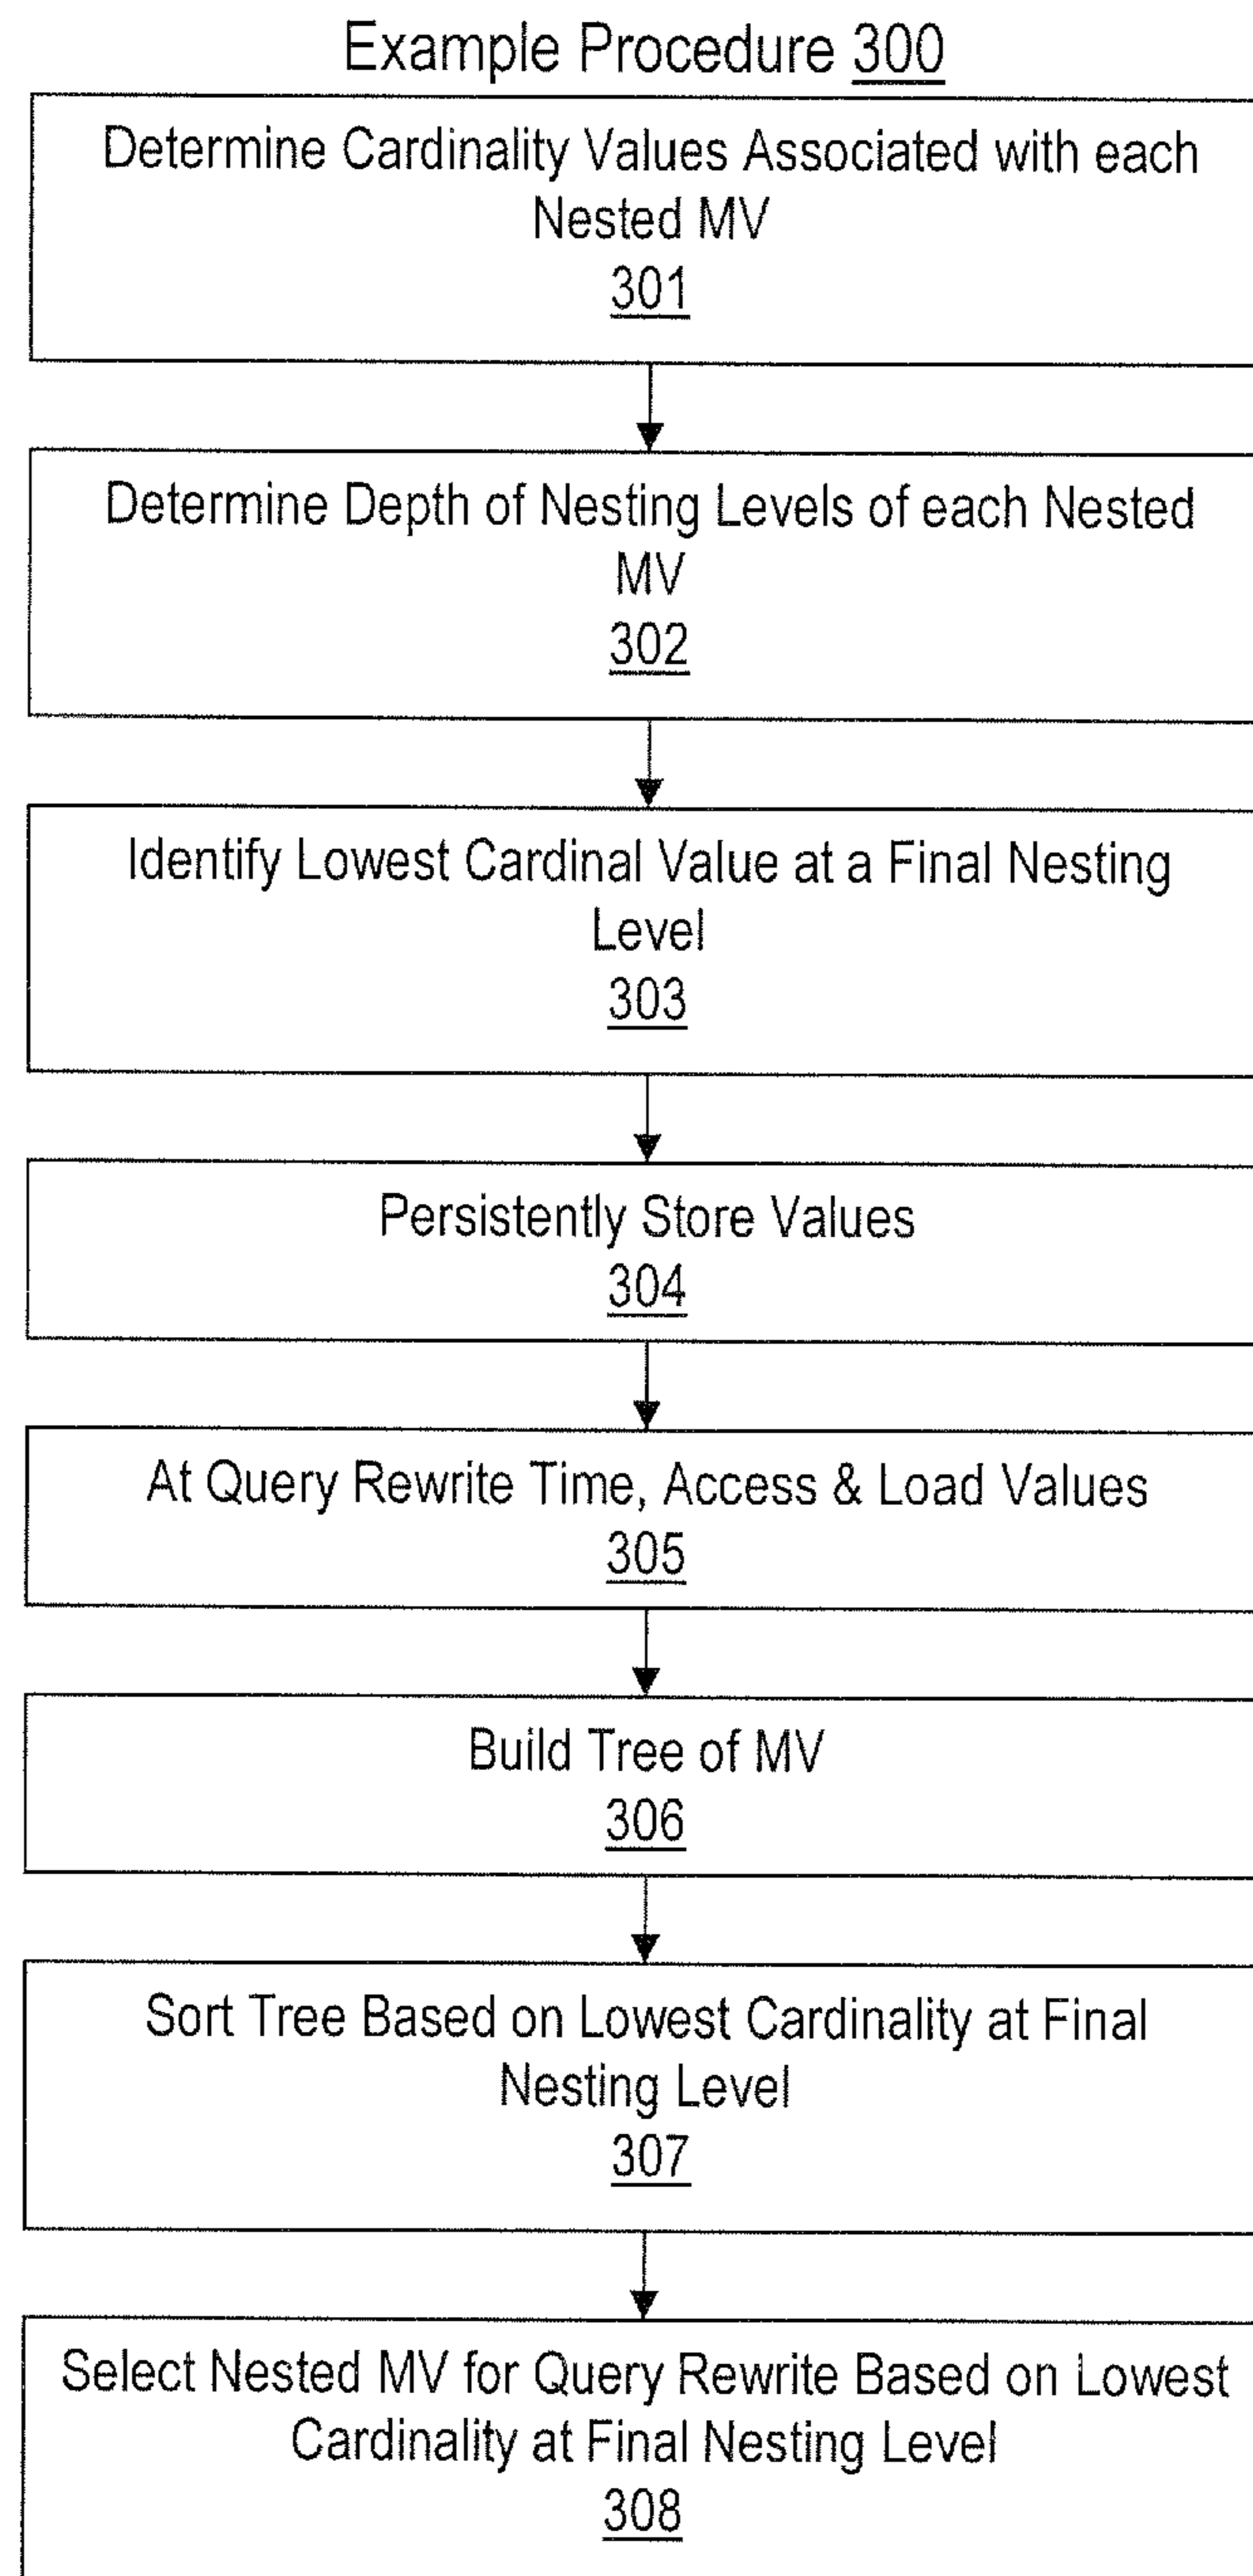 Example Procedure 300
Determine Cardinality Values Associated with each
Nested MV
301
Determine Depth of Nesting Levels of each Nested
MV
302
Identify Lowest Cardinal Value at a Final Nesting
Level
303
Persistently Store Values
304
At Query Rewrite Time, Access & Load Values
305
Build Tree of MV
306
Sort Tree Based on Lowest Cardinality at Final
Nesting Level
307
Select Nested MV for Query Rewrite Based on Lowest
Cardinality at Final Nesting Level
308